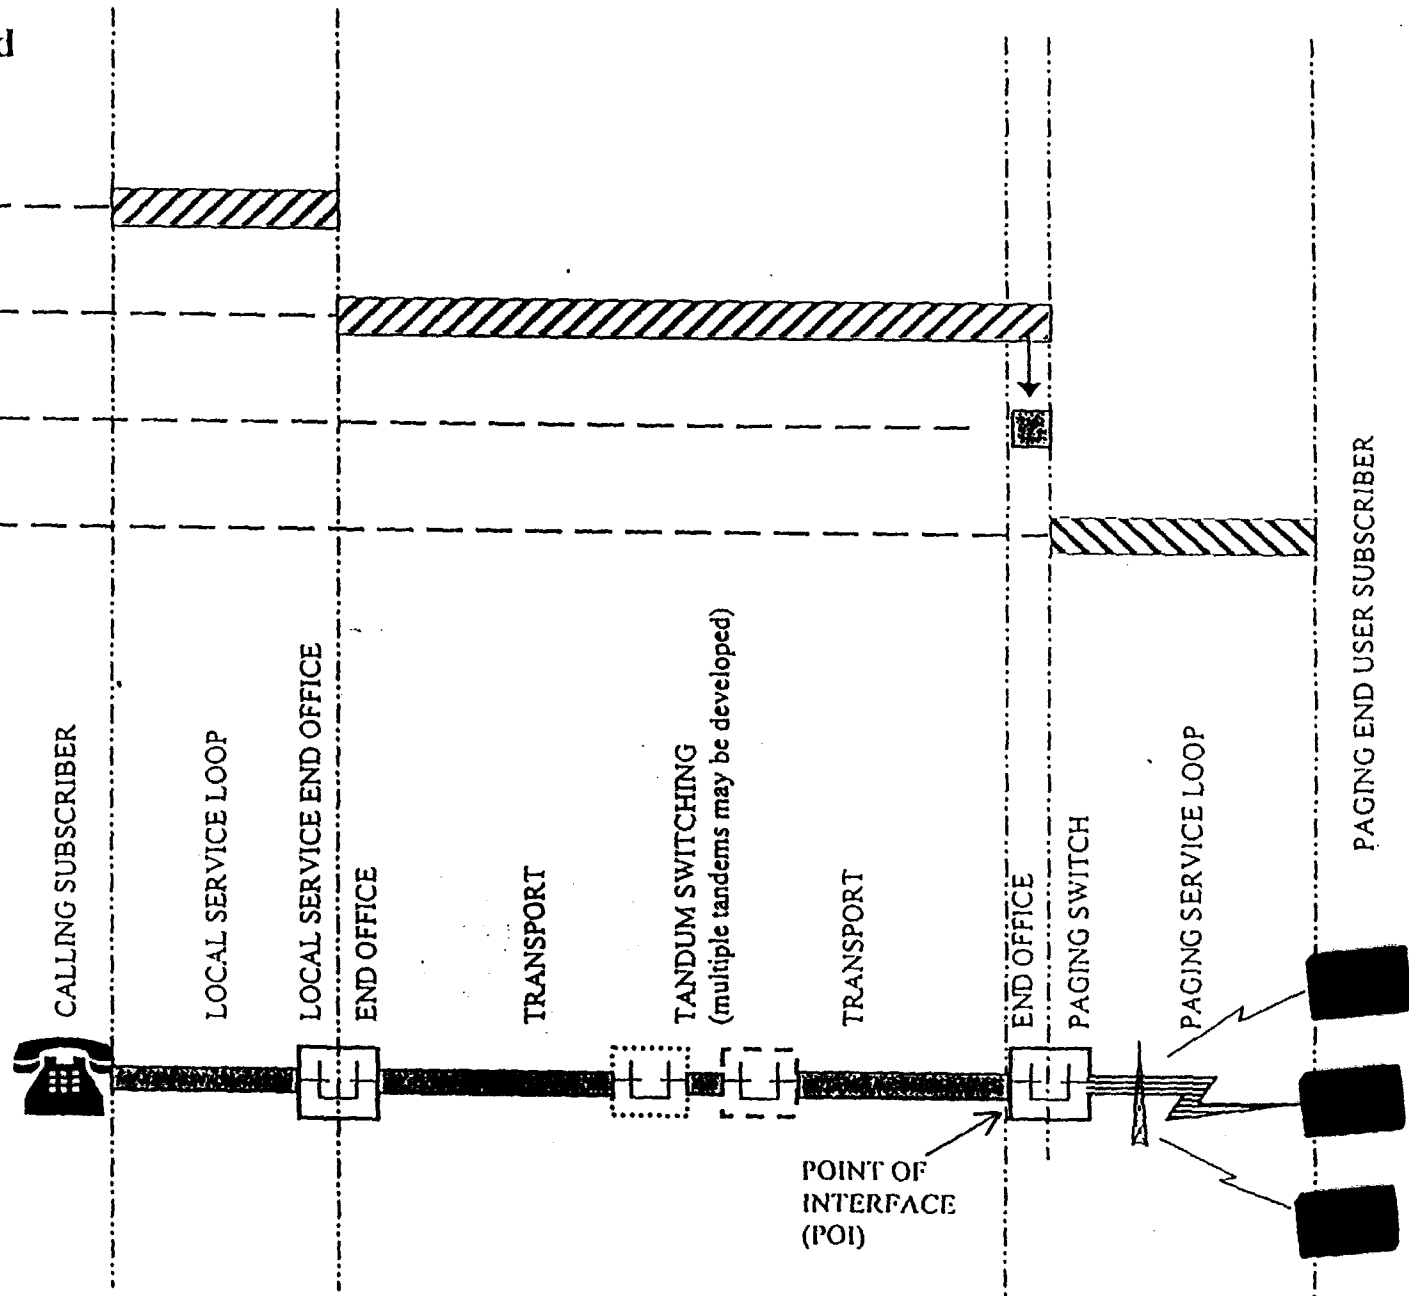 d
CALLING SUBSCRIBER
LOCAL SERVICE LOOP
LOCAL SERVICE END OFFICE
END OFFICE
TRANSPORT
TANDUM SWITCHING
(multiple tandems may be developed)
TRANSPORT
END OFFICE
PAGING SWITCH
PAGING SERVICE LOOP
PAGING END USER SUBSCRIBER
POINT OF
INTERFACE
(POI)